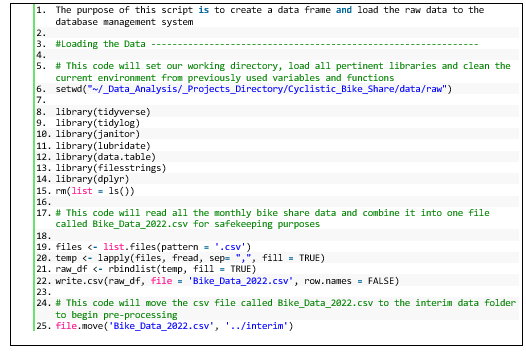 1. The purpose of this script is to create a data frame and load the raw data to the
database management system
2.
3. #Loading the Data --------------------------------------------------------------
4.
5. # This code will set our working directory, load all pertinent libraries and clean the
current environment from previously used variables and functions
6. setwd("~/_Data_Analysis/_Projects_Directory/Cyclistic_Bike_Share/data/raw")
7.
8. library(tidyverse)
9. library(tidylog)
10. library(janitor)
11. library(lubridate)
12. library(data.table)
13. library(filesstrings)
14. library(dplyr)
15. rm(list = ls())
16.
17. # This code will read all the monthly bike share data and combine it into one file
called Bike_Data_2022.csv for safekeeping purposes
18.
19. files <- list.files(pattern = '.csv')
20. temp <- lapply(files, fread, sep= ",", fill = TRUE)
21. raw_df <- rbindlist(temp, fill = TRUE)
22. write.csv(raw_df, file = 'Bike_Data_2022.csv', row.names = FALSE)
23.
24. # This code will move the csv file called Bike_Data_2022.csv to the interim data folder
to begin pre-processing
25. file.move('Bike_Data_2022.csv', '../interim')